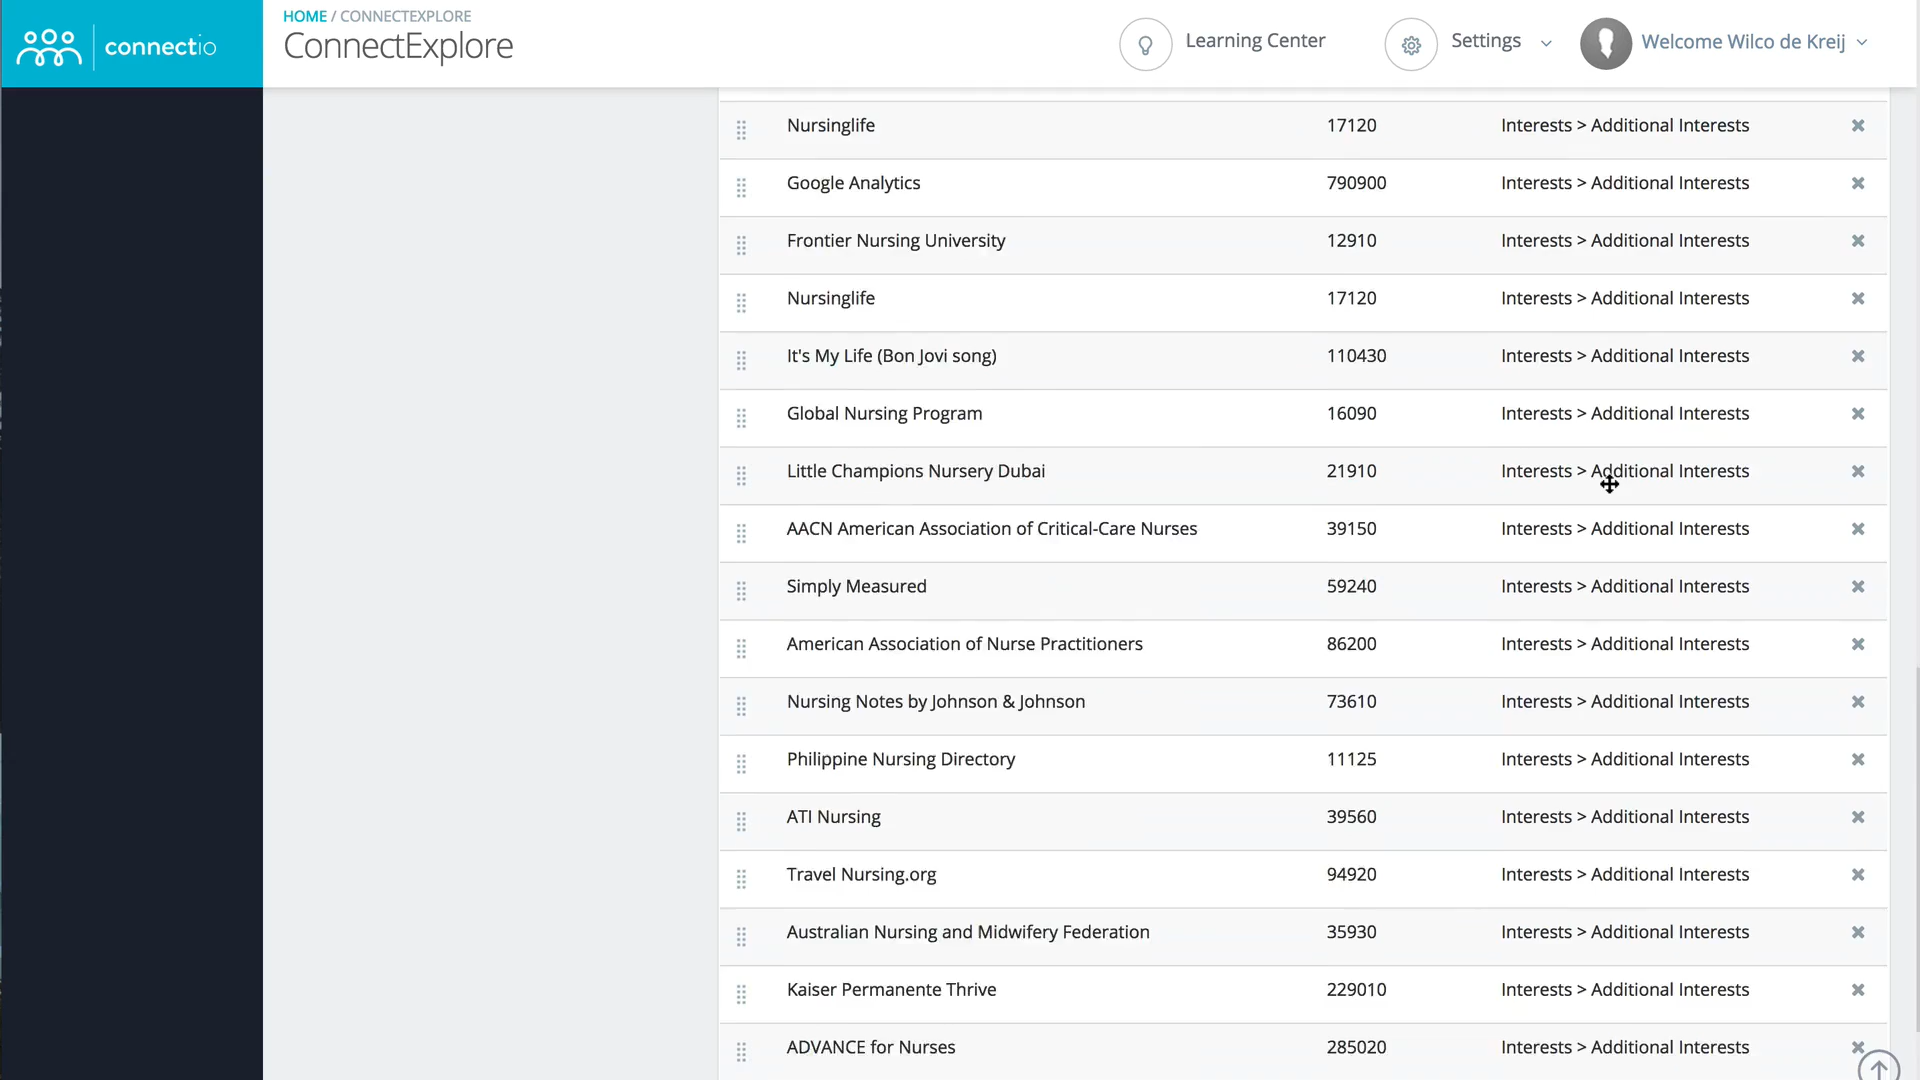 connectio
HOME / CONNECTEXPLORE
ConnectExplore
Learning Center
Settings
Welcome Wilco de Kreij
Nursinglife 17120 Interests > Additional Interests
Google Analytics 790900 Interests > Additional Interests
Frontier Nursing University 12910 Interests > Additional Interests
Nursinglife 17120 Interests > Additional Interests
It's My Life (Bon Jovi song) 110430 Interests > Additional Interests
Global Nursing Program 16090 Interests > Additional Interests
Little Champions Nursery Dubai 21910 Interests > Additional Interests
AACN American Association of Critical-Care Nurses 39150 Interests > Additional Interests
Simply Measured 59240 Interests > Additional Interests
American Association of Nurse Practitioners 86200 Interests > Additional Interests
Nursing Notes by Johnson & Johnson 73610 Interests > Additional Interests
Philippine Nursing Directory 11125 Interests > Additional Interests
ATI Nursing 39560 Interests > Additional Interests
Travel Nursing.org 94920 Interests > Additional Interests
Australian Nursing and Midwifery Federation 35930 Interests > Additional Interests
Kaiser Permanente Thrive 229010 Interests > Additional Interests
ADVANCE for Nurses 285020 Interests > Additional Interests